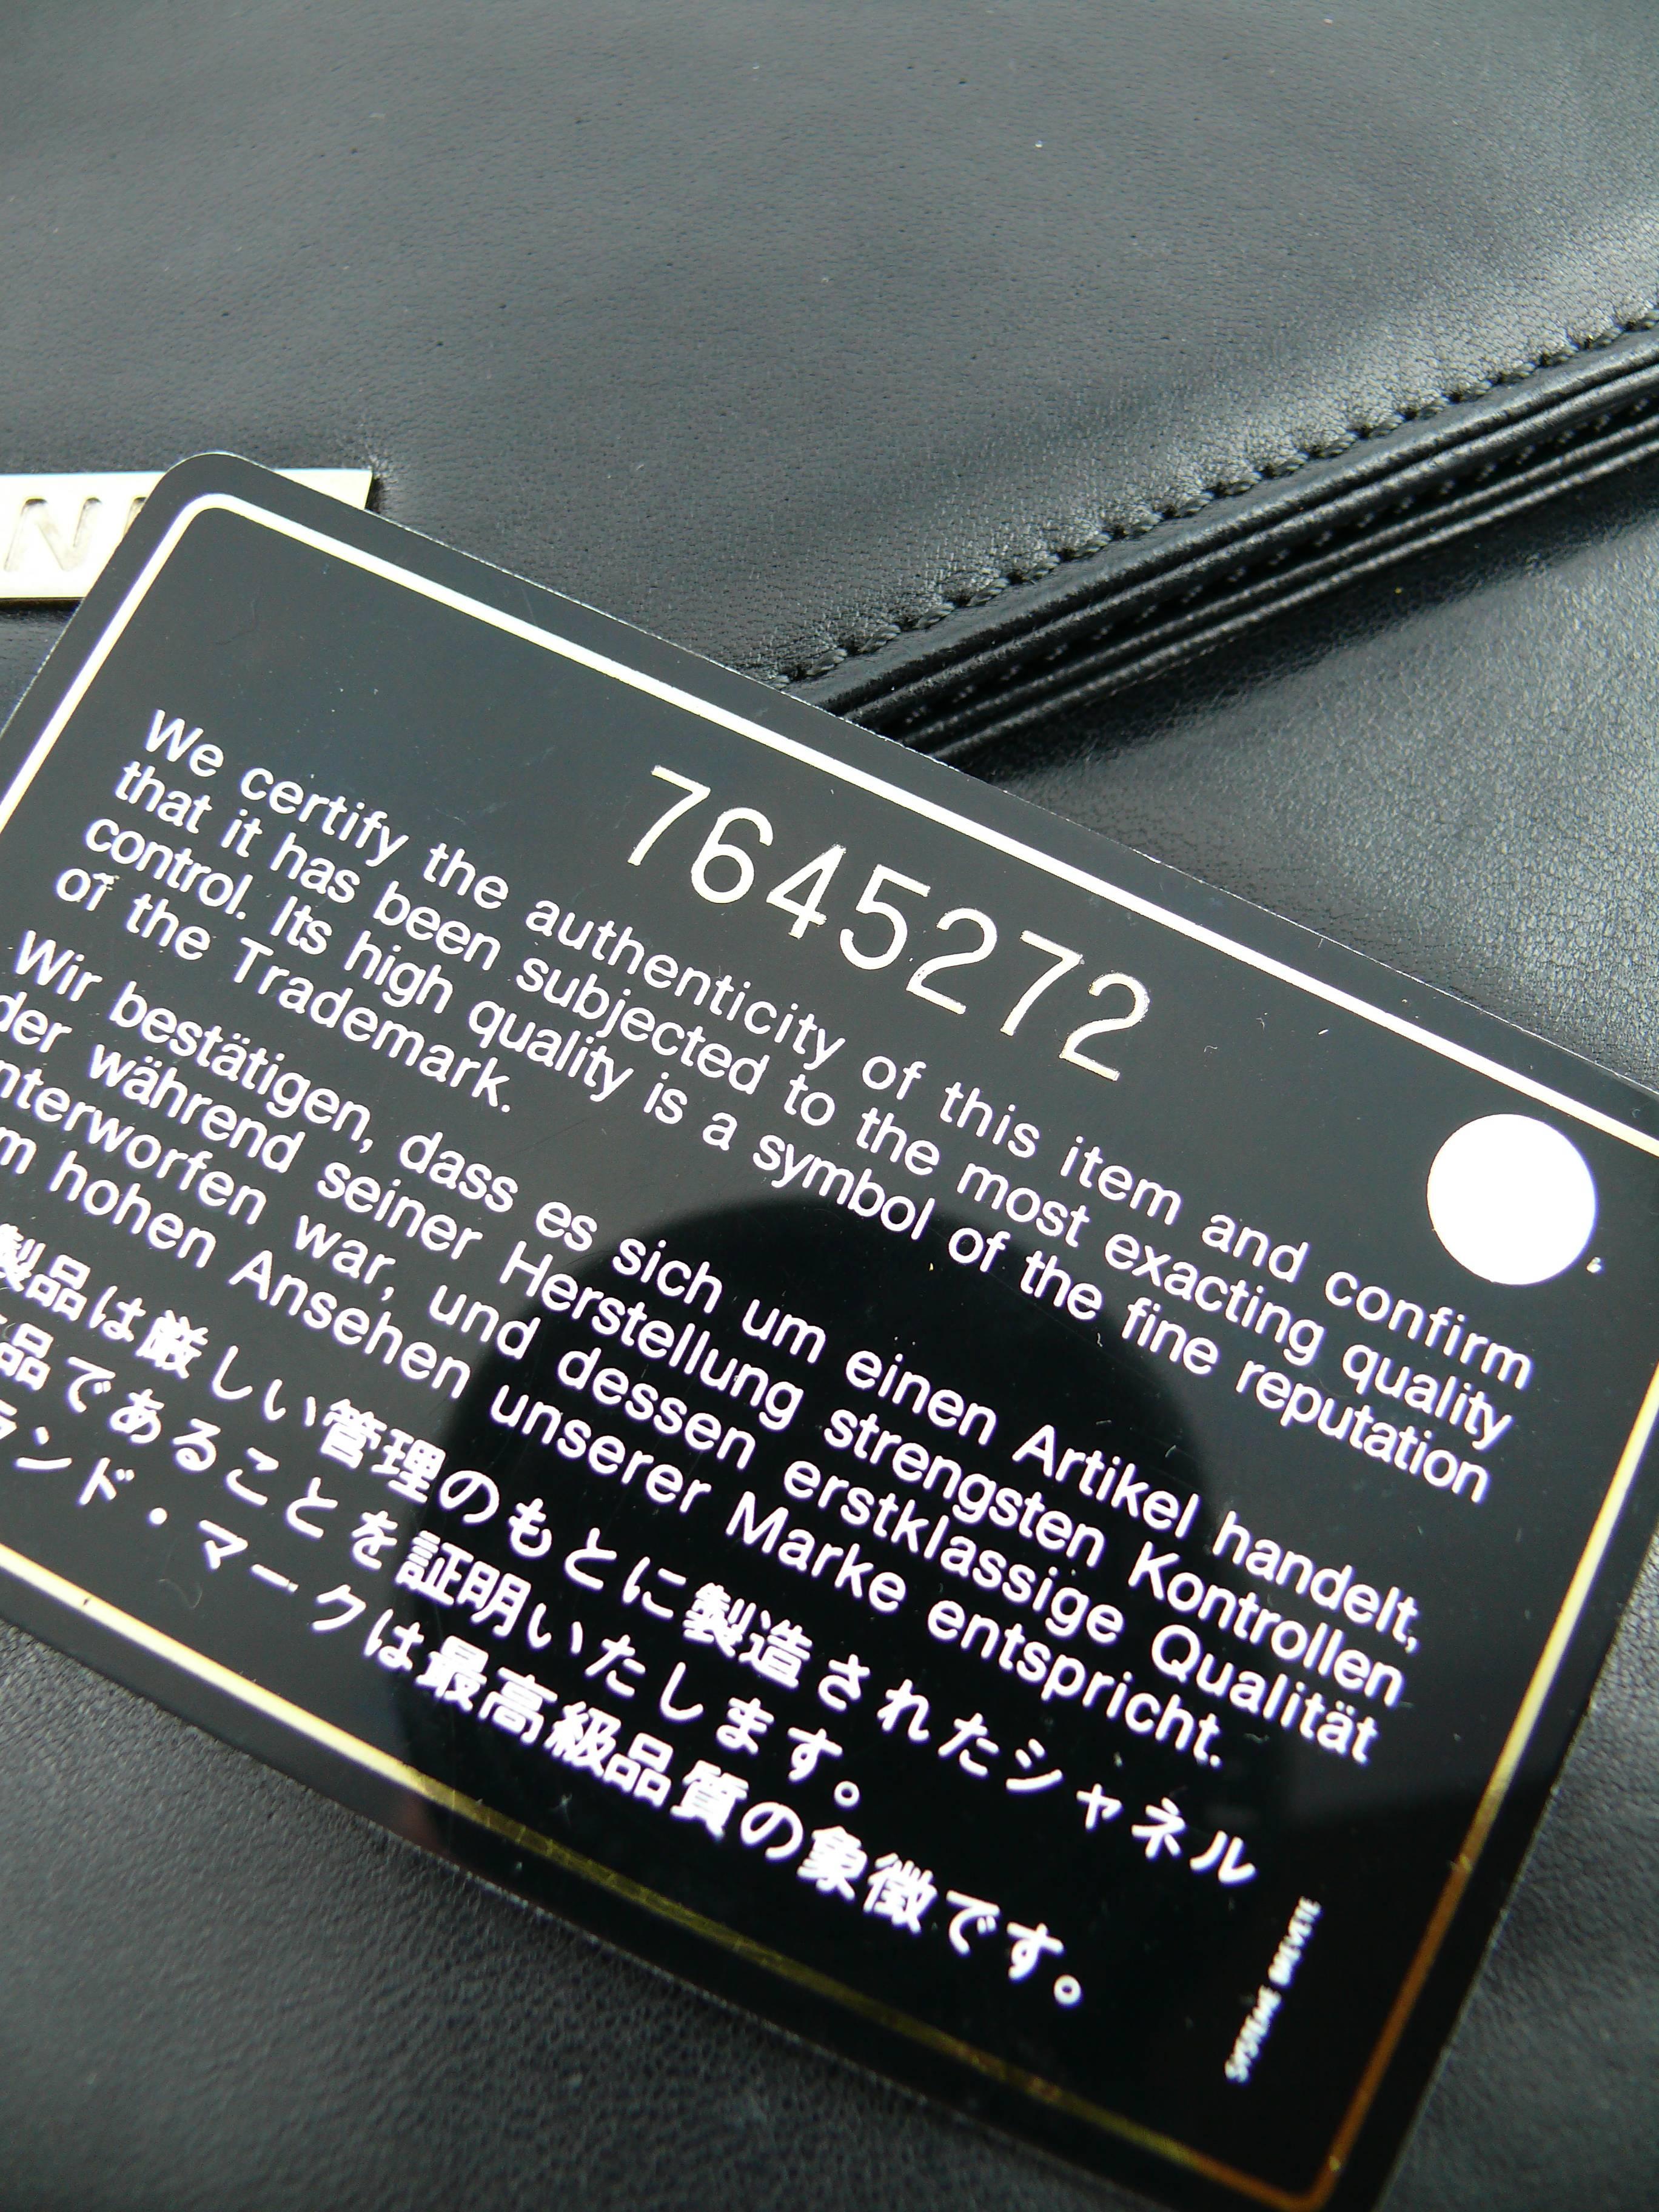 N
7645272
We certify the authenticity of this item and confirm
that it has been subjected to the most exacting quality
control. Its high quality is a symbol of the fine reputation
of the Trademark.
Wir bestätigen, dass es sich um einen Artikel handelt,
der während seiner Herstellung strengsten Kontrollen
nterworfen war, und dessen erstklassige Qualität
m hohen Ansehen unserer Marke entspricht.
製品は厳しい管理のもとに製造されたシャネル
品であることを証明いたします。
ランド・マークは最高級品質の象徴です。
SYSTEME BREVETE